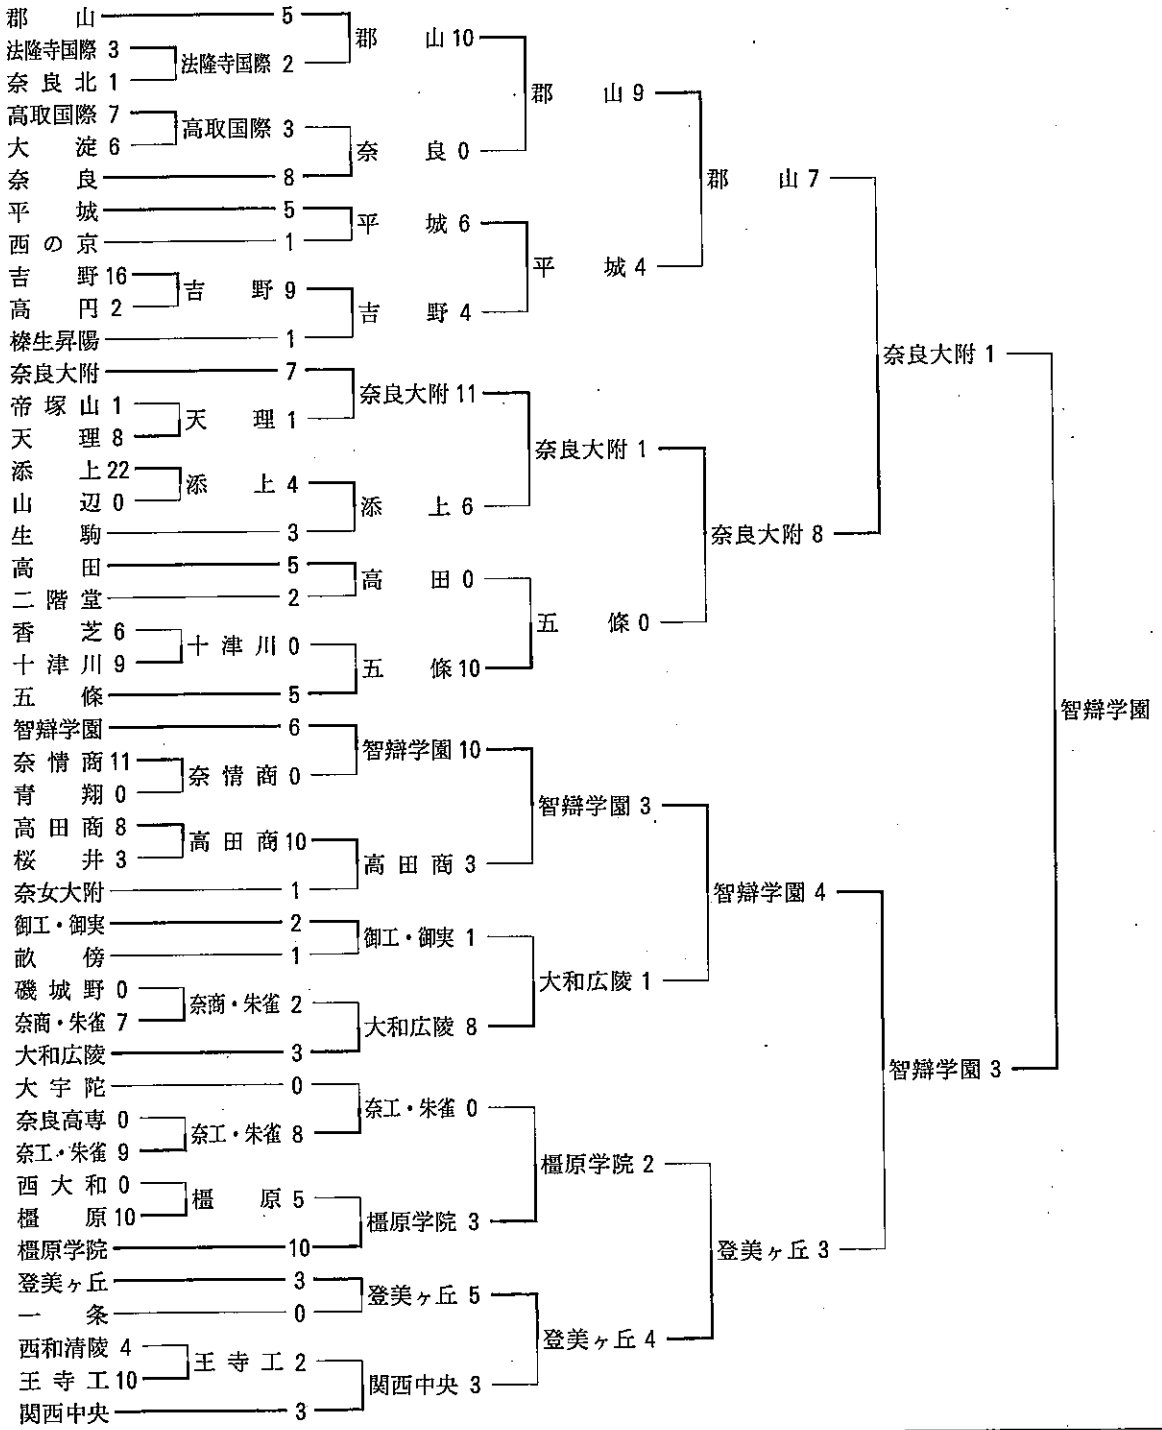 郡山 5
郡山 10
法隆寺国際 3
法隆寺国際 2
奈良北 1
郡山 9
高取国際 7
高取国際 3
大淀 6
奈良 0
奈良 8
郡山 7
平城 5
平城 6
西の京 1
平城 4
吉野 16
吉野 9
高円 2
吉野 4
榛生昇陽 1
奈良大附 1
奈良大附 7
奈良大附 11
帝塚山 1
天理 1
天理 8
奈良大附 1
添上 22
添上 4
山辺 0
添上 6
生駒 3
奈良大附 8
高田 5
高田 0
二階堂 2
五條 0
香芝 6
十津川 0
十津川 9
五條 10
五條 5
智辯学園
智辯学園 6
智辯学園 10
奈情商 11
奈情商 0
青翔 0
智辯学園 3
高田商 8
高田商 10
桜井 3
高田商 3
奈女大附 1
智辯学園 4
御工・御実 2
御工・御実 1
畝傍 1
大和広陵 1
磯城野 0
奈商・朱雀 2
奈商・朱雀 7
大和広陵 8
大和広陵 3
智辯学園 3
大宇陀 0
奈工・朱雀 0
奈良高専 0
奈工・朱雀 8
奈工・朱雀 9
橿原学院 2
西大和 0
橿原 5
橿原 10
橿原学院 3
橿原学院 10
登美ヶ丘 3
登美ヶ丘 3
登美ヶ丘 5
一条 0
登美ヶ丘 4
西和清陵 4
王寺工 2
王寺工 10
関西中央 3
関西中央 3